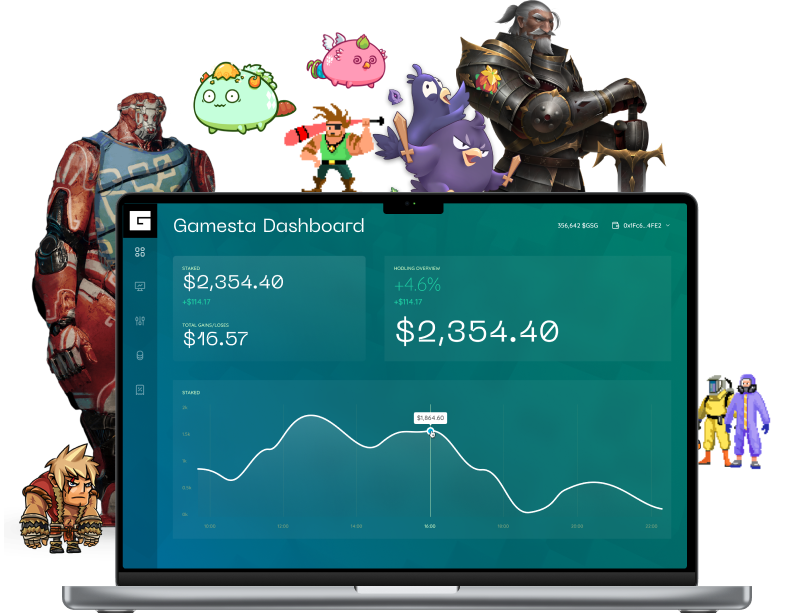 G
Gamesta Dashboard
356,642 $GSG
0x1Fc6...4FE2
STAKED
$2,354.40
+$114.17
TOTAL GAINS/LOSES
$16.57
HODLING OVERVIEW
+4.6%
+$114.17
$2,354.40
STAKED
2k
1.5k
1k
0.5k
0k
$1,864.60
10:00
12:00
14:00
16:00
18:00
20:00
22:00